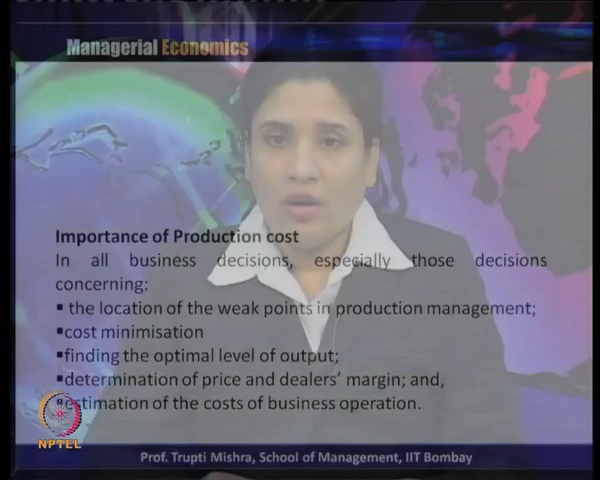 Managerial Economics
Importance of Production cost
In all business decisions, especially those decisions
concerning:
▪ the location of the weak points in production management;
▪cost minimisation
▪finding the optimal level of output;
▪determination of price and dealers' margin; and,
▪estimation of the costs of business operation.
NPTEL
Prof. Trupti Mishra, School of Management, IIT Bombay